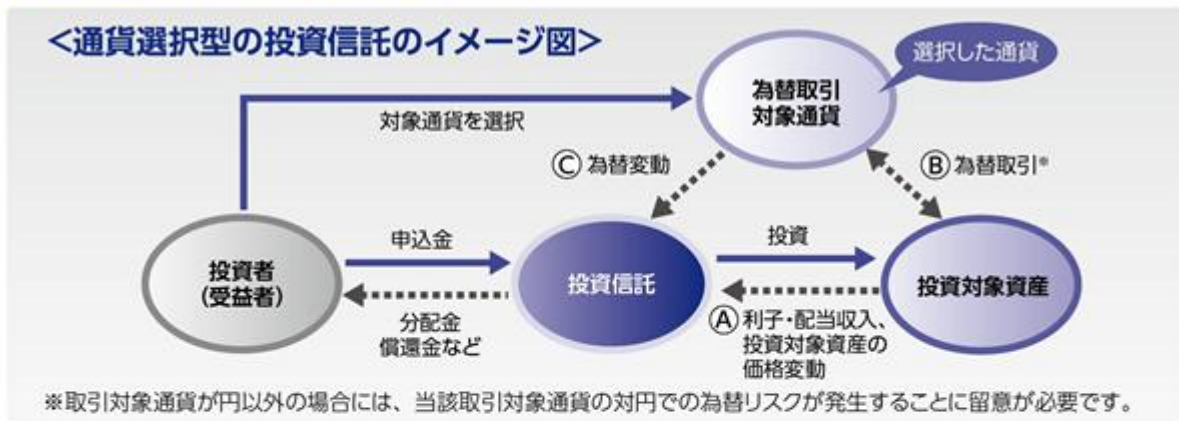 <通貨選択型の投資信託のイメージ図>
選択した通貨
為替取引
対象通貨
対象通貨を選択
Ⓒ 為替変動
Ⓑ 為替取引※
申込金
投資
投資者
(受益者)
投資信託
投資対象資産
分配金
償還金など
Ⓐ 利子・配当収入、
投資対象資産の
価格変動
※取引対象通貨が円以外の場合には、当該取引対象通貨の対円での為替リスクが発生することに留意が必要です。